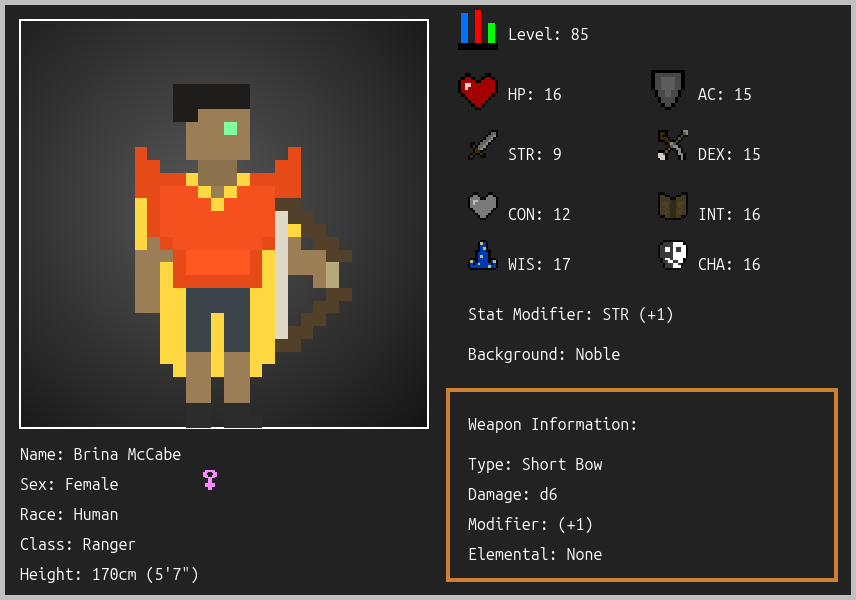 Level: 85
HP: 16
AC: 15
STR: 9
DEX: 15
CON: 12
INT: 16
WIS: 17
CHA: 16
Stat Modifier: STR (+1)
Background: Noble
Weapon Information:
Type: Short Bow
Damage: d6
Modifier: (+1)
Elemental: None
Name: Brina McCabe
Sex: Female
Race: Human
Class: Ranger
Height: 170cm (5'7")